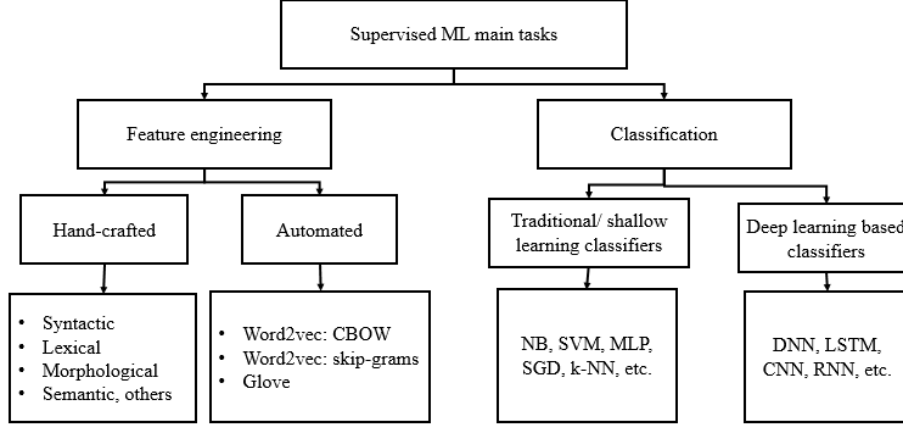 Supervised ML main tasks
Feature engineering
Classification
Hand-crafted
Automated
Traditional/ shallow
learning classifiers
Deep learning based
classifiers
• Syntactic
• Lexical
• Morphological
• Semantic, others
• Word2vec: CBOW
• Word2vec: skip-grams
• Glove
NB, SVM, MLP,
SGD, k-NN, etc.
DNN, LSTM,
CNN, RNN, etc.